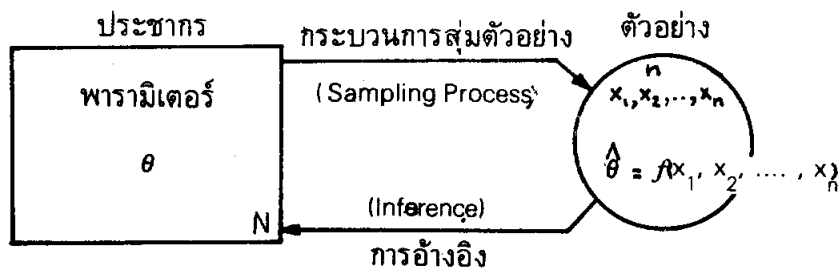 ประชากร
กระบวนการสุ่มตัวอย่าง
(Sampling Process)
ตัวอย่าง
พารามิเตอร์
θ
N
n
x₁, x₂, .., xₙ
θ̂ = f(x₁, x₂, ...., xₙ)
(Inference)
การอ้างอิง